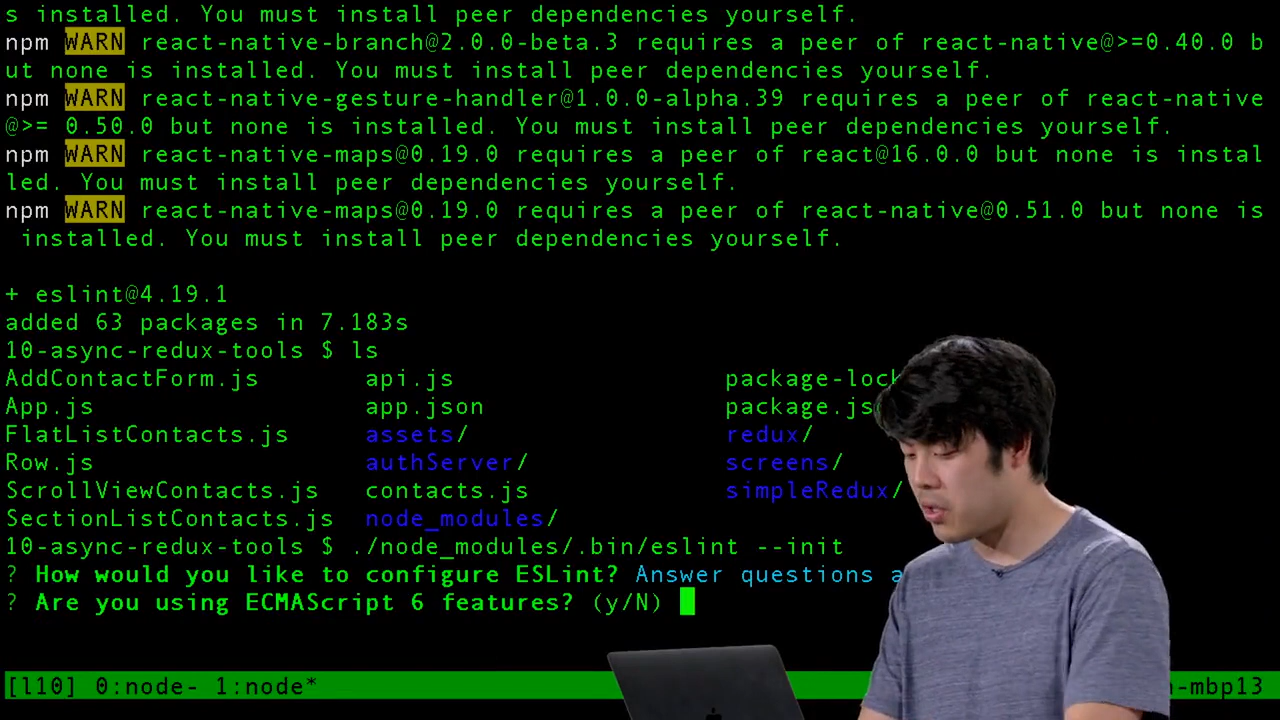 s installed. You must install peer dependencies yourself.
npm WARN react-native-branch@2.0.0-beta.3 requires a peer of react-native@>=0.40.0 b
ut none is installed. You must install peer dependencies yourself.
npm WARN react-native-gesture-handler@1.0.0-alpha.39 requires a peer of react-native
@>= 0.50.0 but none is installed. You must install peer dependencies yourself.
npm WARN react-native-maps@0.19.0 requires a peer of react@16.0.0 but none is instal
led. You must install peer dependencies yourself.
npm WARN react-native-maps@0.19.0 requires a peer of react-native@0.51.0 but none is
installed. You must install peer dependencies yourself.
+ eslint@4.19.1
added 63 packages in 7.183s
10-async-redux-tools $ ls
AddContactForm.js api.js package-lock
App.js app.json package.js
FlatListContacts.js assets/ redux/
Row.js authServer/ screens/
ScrollViewContacts.js contacts.js simpleRedux/
SectionListContacts.js node_modules/
10-async-redux-tools $ ./node_modules/.bin/eslint --init
? How would you like to configure ESLint? Answer questions a
? Are you using ECMAScript 6 features? (y/N)
[l10] 0:node- 1:node* -mbp13